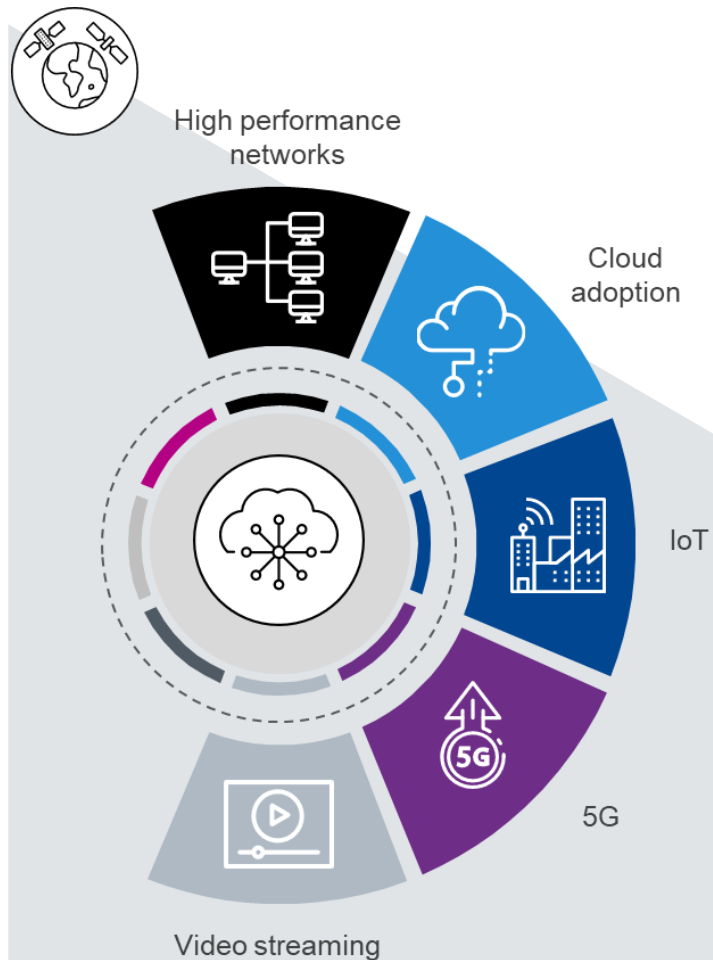 High performance
networks
Cloud
adoption
IoT
5G
5G
Video streaming